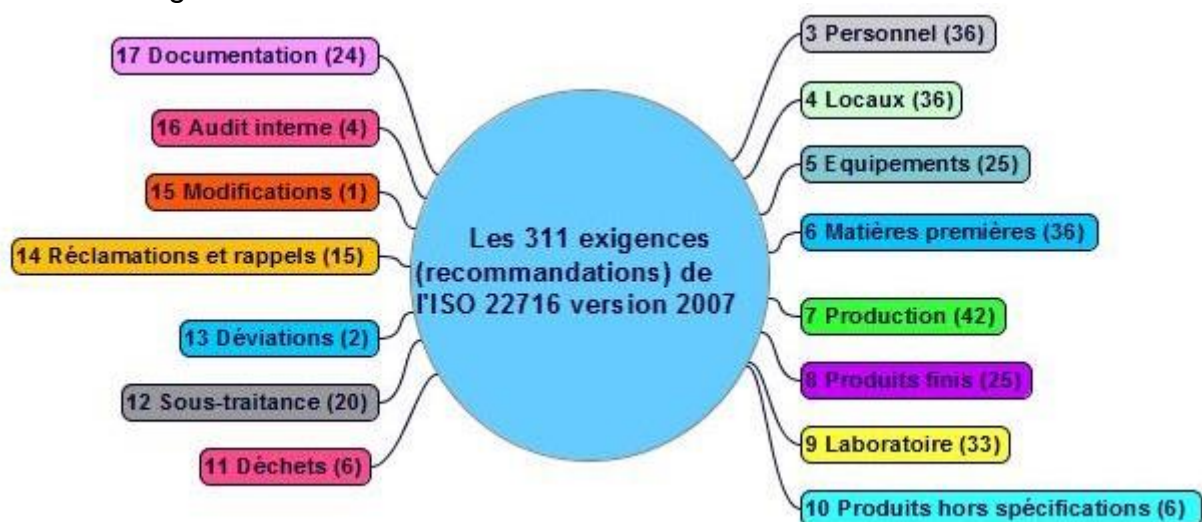 17 Documentation (24)
16 Audit interne (4)
15 Modifications (1)
14 Réclamations et rappels (15)
13 Déviations (2)
12 Sous-traitance (20)
11 Déchets (6)
Les 311 exigences
(recommandations) de
l'ISO 22716 version 2007
3 Personnel (36)
4 Locaux (36)
5 Equipements (25)
6 Matières premières (36)
7 Production (42)
8 Produits finis (25)
9 Laboratoire (33)
10 Produits hors spécifications (6)